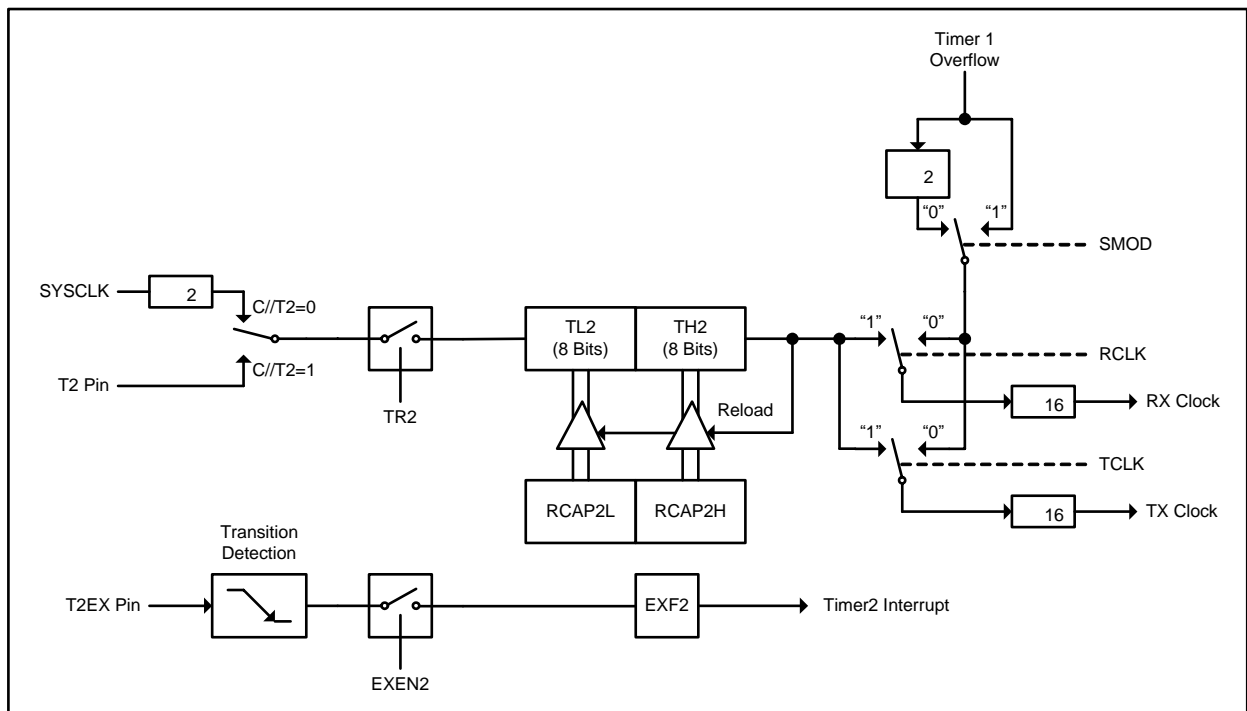 Timer 1
Overflow
2
“0”
“1”
SMOD
SYSCLK
2
C//T2=0
TL2
(8 Bits)
TH2
(8 Bits)
“1”
“0”
RCLK
T2 Pin
C//T2=1
TR2
Reload
16
RX Clock
“1”
“0”
TCLK
RCAP2L
RCAP2H
16
TX Clock
Transition
Detection
T2EX Pin
EXF2
Timer2 Interrupt
EXEN2